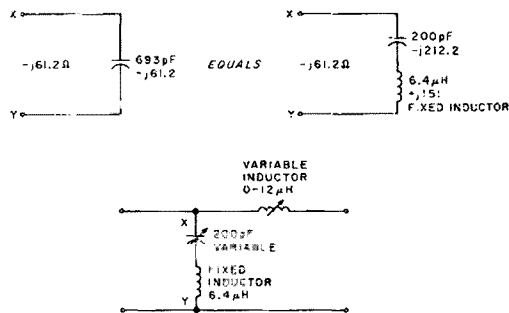 X
-j61.2Ω
693pF
-j61.2
Y
EQUALS
X
-j61.2Ω
200pF
-j212.2
6.4μH
+j151
FIXED INDUCTOR
Y
VARIABLE
INDUCTOR
0-12μH
X
200pF
VARIABLE
FIXED
INDUCTOR
6.4μH
Y